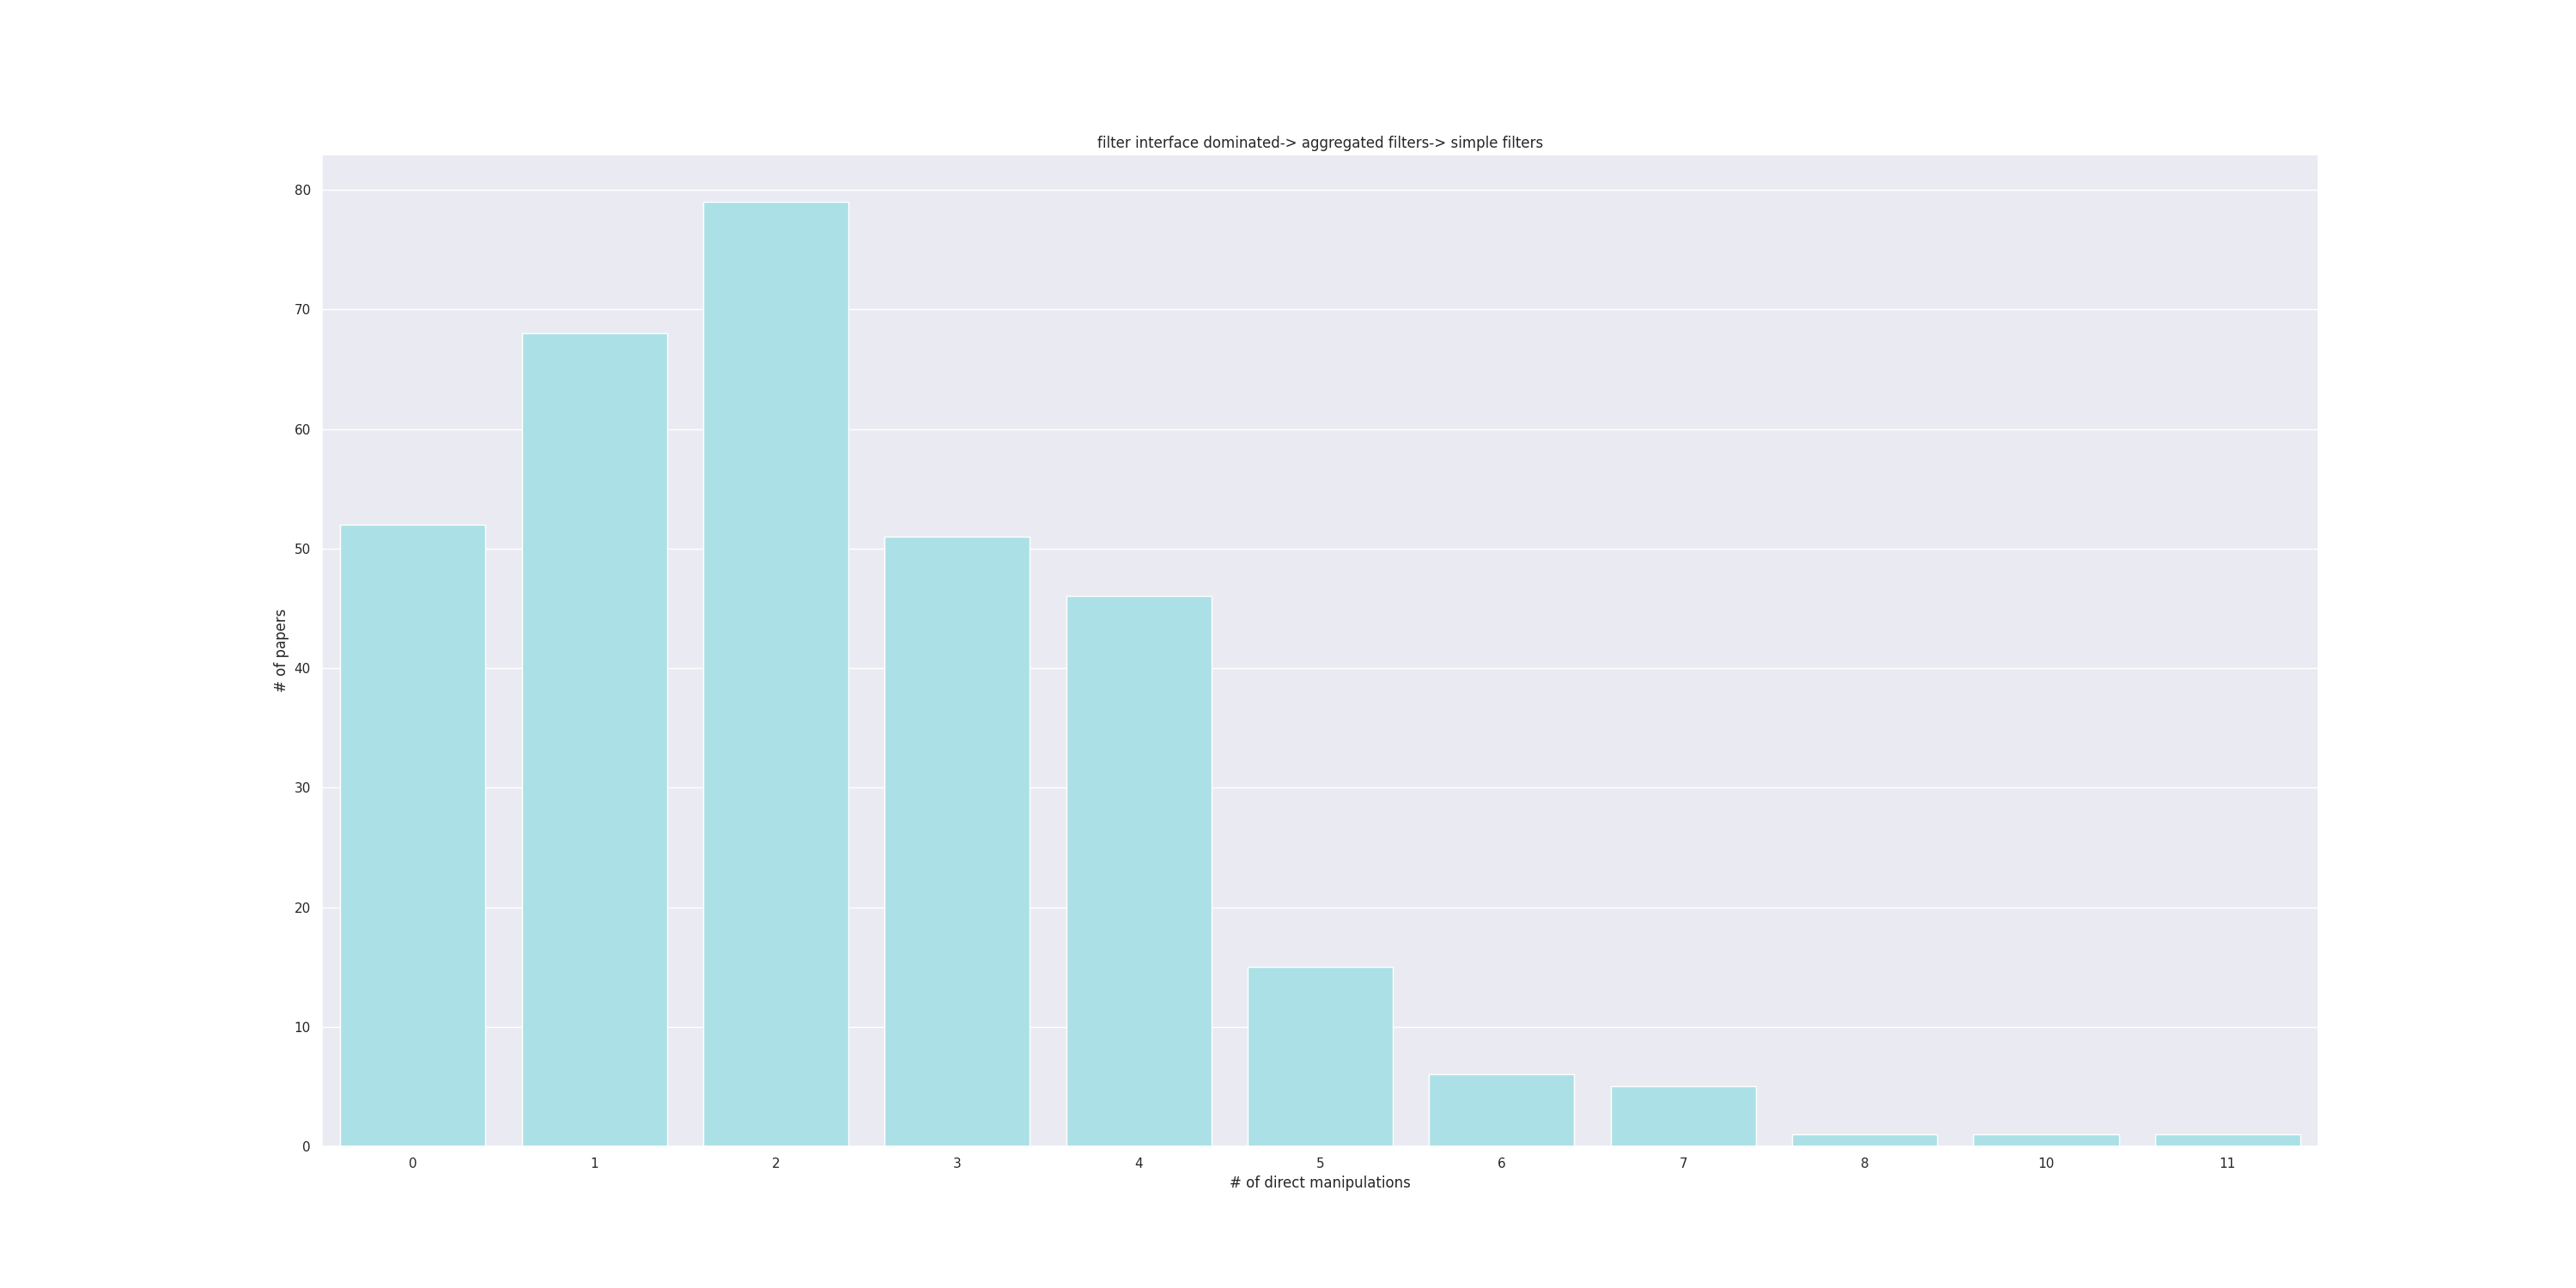 filter interface dominated-> aggregated filters-> simple filters
80
70
60
50
40
30
20
10
0
# of papers
0 1 2 3 4 5 6 7 8 10 11
# of direct manipulations